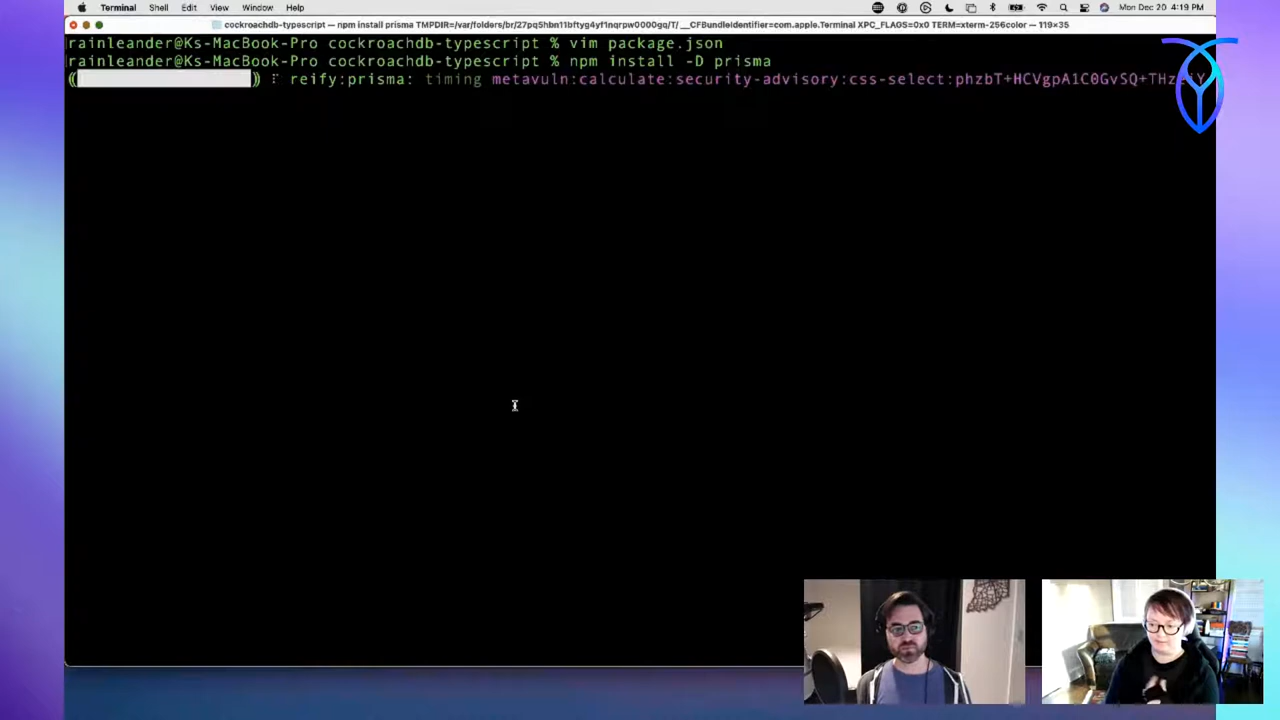 Terminal Shell Edit View Window Help Mon Dec 20 4:19 PM
cockroachdb-typescript — npm install prisma TMPDIR=/var/folders/br/27pq5hbn11bftyg4yf1nqrpw0000gq/T/ __CFBundleIdentifier=com.apple.Terminal XPC_FLAGS=0x0 TERM=xterm-256color — 119×35
rainleander@Ks-MacBook-Pro cockroachdb-typescript % vim package.json
rainleander@Ks-MacBook-Pro cockroachdb-typescript % npm install -D prisma
reify:prisma: timing metavuln:calculate:security-advisory:css-select:phzbT+HCVgpA1C0GvSQ+THz